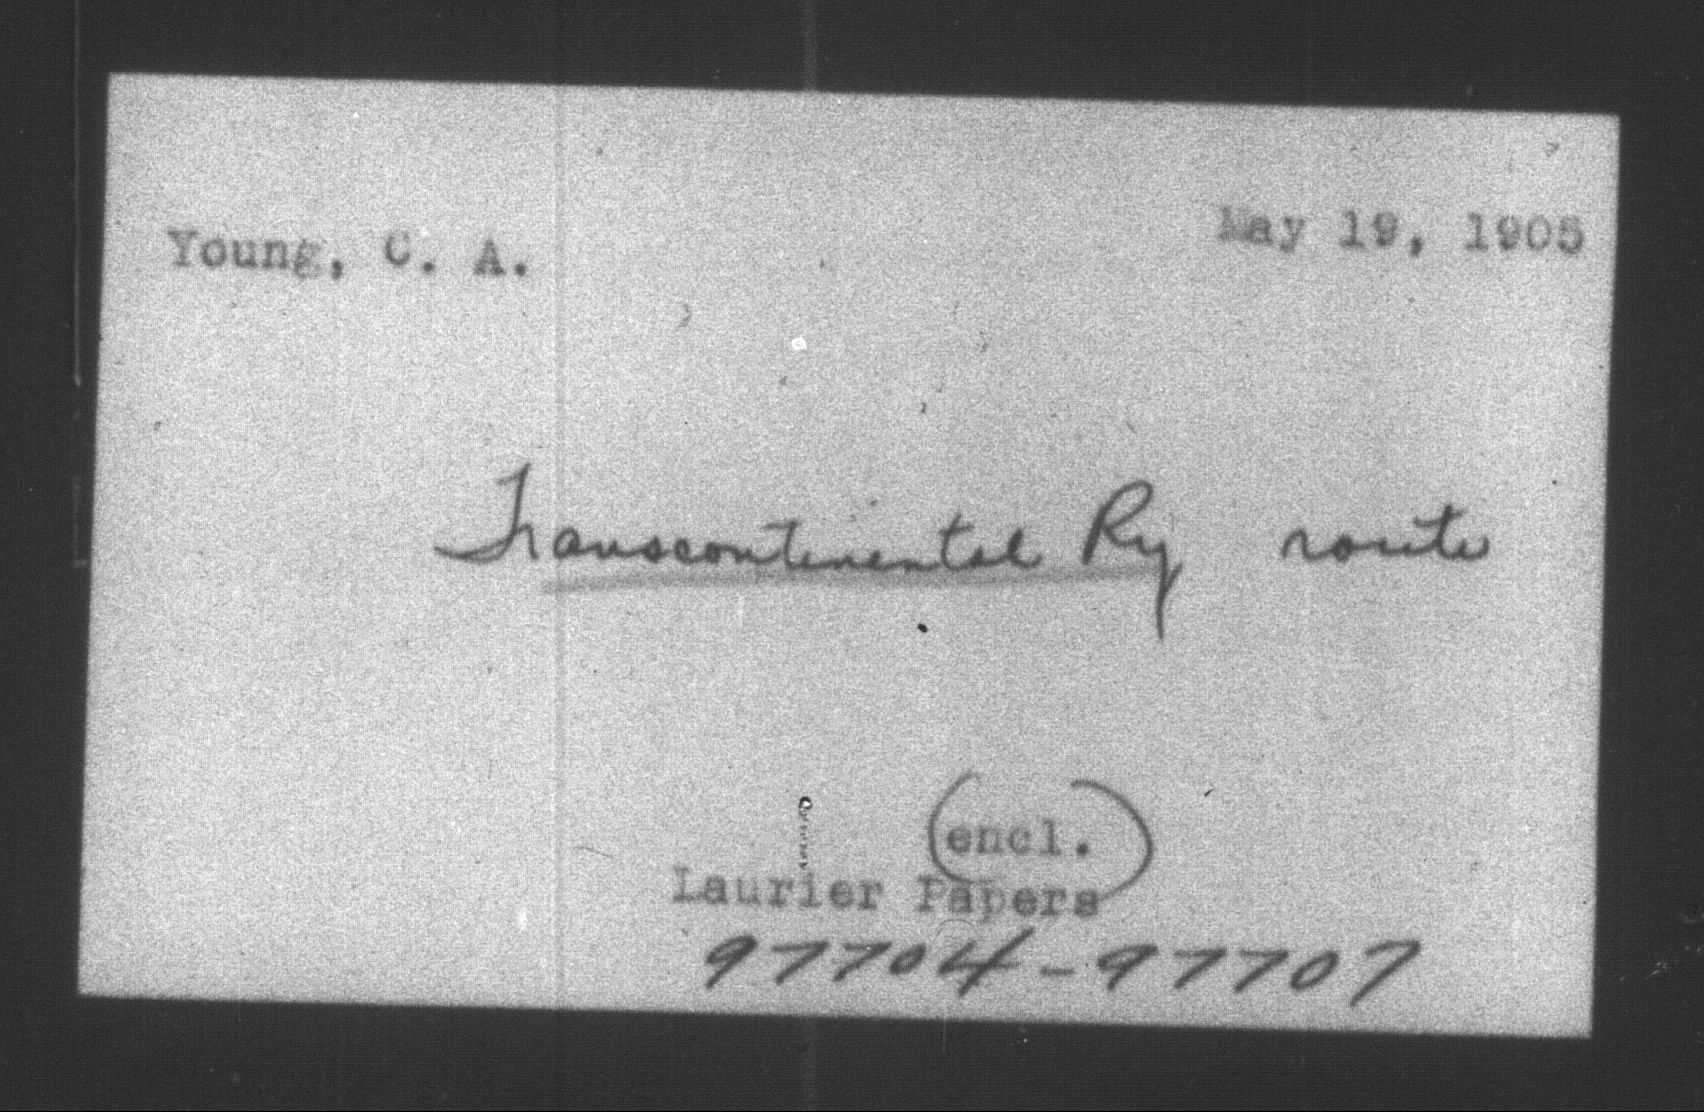 Young, C. A. May 19, 1905
Transcontinental Ry route
(encl.)
Laurier Papers
97704-97707